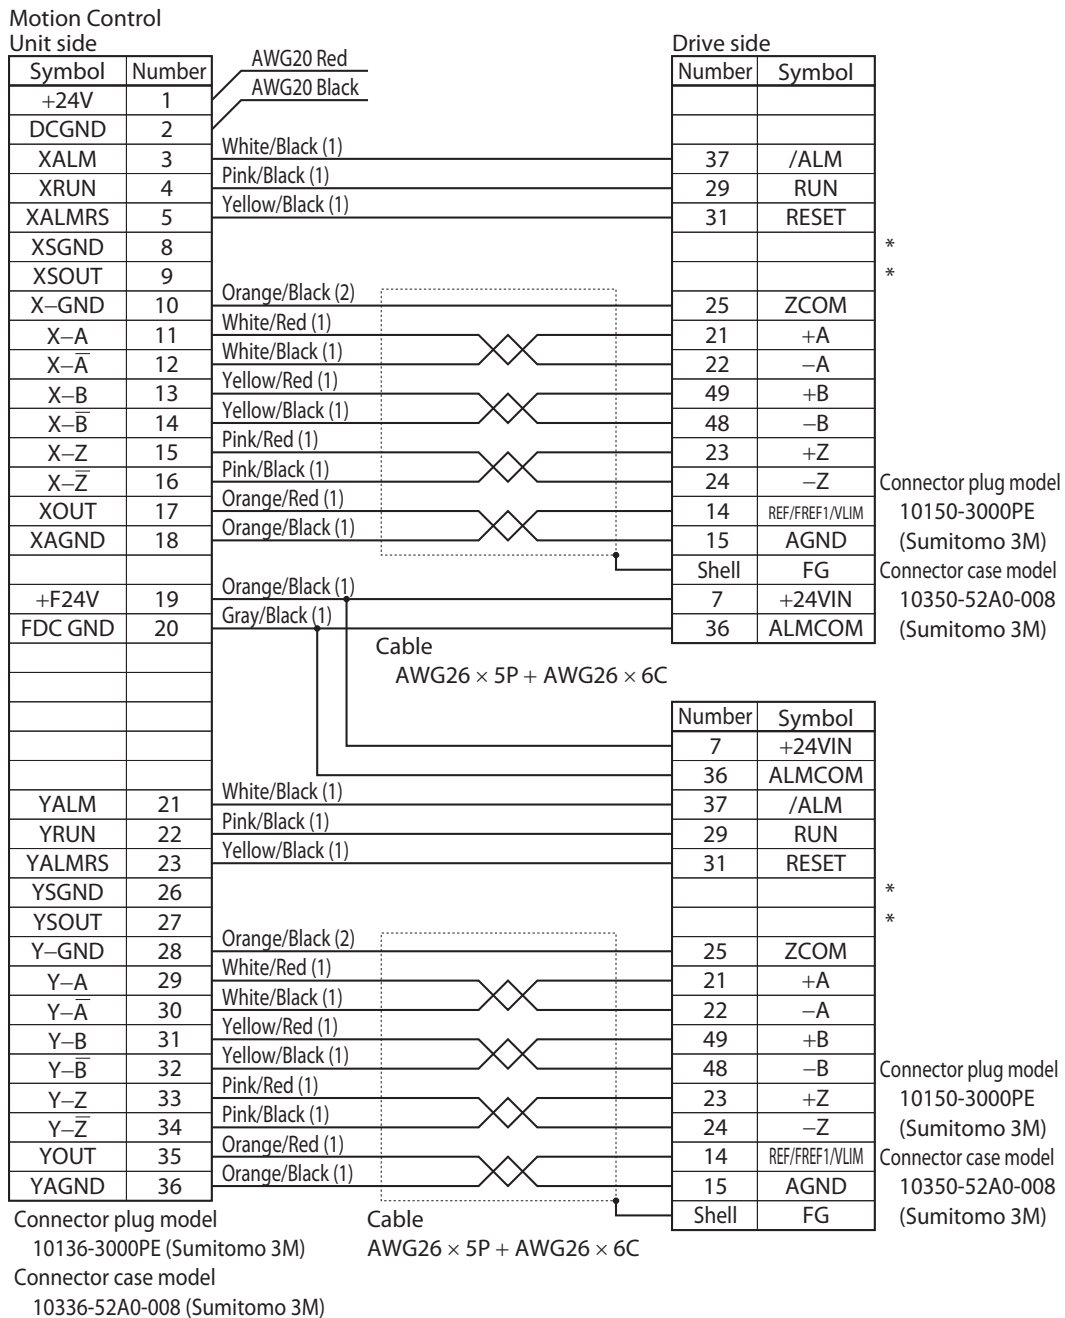 Motion Control
Unit side
Symbol Number
+24V 1
DCGND 2
XALM 3
XRUN 4
XALMRS 5
XSGND 8
XSOUT 9
X–GND 10
X–A 11
X–A̅ 12
X–B 13
X–B̅ 14
X–Z 15
X–Z̅ 16
XOUT 17
XAGND 18
+F24V 19
FDC GND 20
YALM 21
YRUN 22
YALMRS 23
YSGND 26
YSOUT 27
Y–GND 28
Y–A 29
Y–A̅ 30
Y–B 31
Y–B̅ 32
Y–Z 33
Y–Z̅ 34
YOUT 35
YAGND 36
Connector plug model
10136-3000PE (Sumitomo 3M)
Connector case model
10336-52A0-008 (Sumitomo 3M)
AWG20 Red
AWG20 Black
White/Black (1)
Pink/Black (1)
Yellow/Black (1)
Orange/Black (2)
White/Red (1)
White/Black (1)
Yellow/Red (1)
Yellow/Black (1)
Pink/Red (1)
Pink/Black (1)
Orange/Red (1)
Orange/Black (1)
Orange/Black (1)
Gray/Black (1)
Cable
AWG26 × 5P + AWG26 × 6C
White/Black (1)
Pink/Black (1)
Yellow/Black (1)
Orange/Black (2)
White/Red (1)
White/Black (1)
Yellow/Red (1)
Yellow/Black (1)
Pink/Red (1)
Pink/Black (1)
Orange/Red (1)
Orange/Black (1)
Cable
AWG26 × 5P + AWG26 × 6C
Drive side
Number Symbol
37 /ALM
29 RUN
31 RESET
*
*
25 ZCOM
21 +A
22 –A
49 +B
48 –B
23 +Z
24 –Z
14 REF/FREF1/VLIM
15 AGND
Shell FG
7 +24VIN
36 ALMCOM
Connector plug model
10150-3000PE
(Sumitomo 3M)
Connector case model
10350-52A0-008
(Sumitomo 3M)
Number Symbol
7 +24VIN
36 ALMCOM
37 /ALM
29 RUN
31 RESET
*
*
25 ZCOM
21 +A
22 –A
49 +B
48 –B
23 +Z
24 –Z
14 REF/FREF1/VLIM
15 AGND
Shell FG
Connector plug model
10150-3000PE
(Sumitomo 3M)
Connector case model
10350-52A0-008
(Sumitomo 3M)